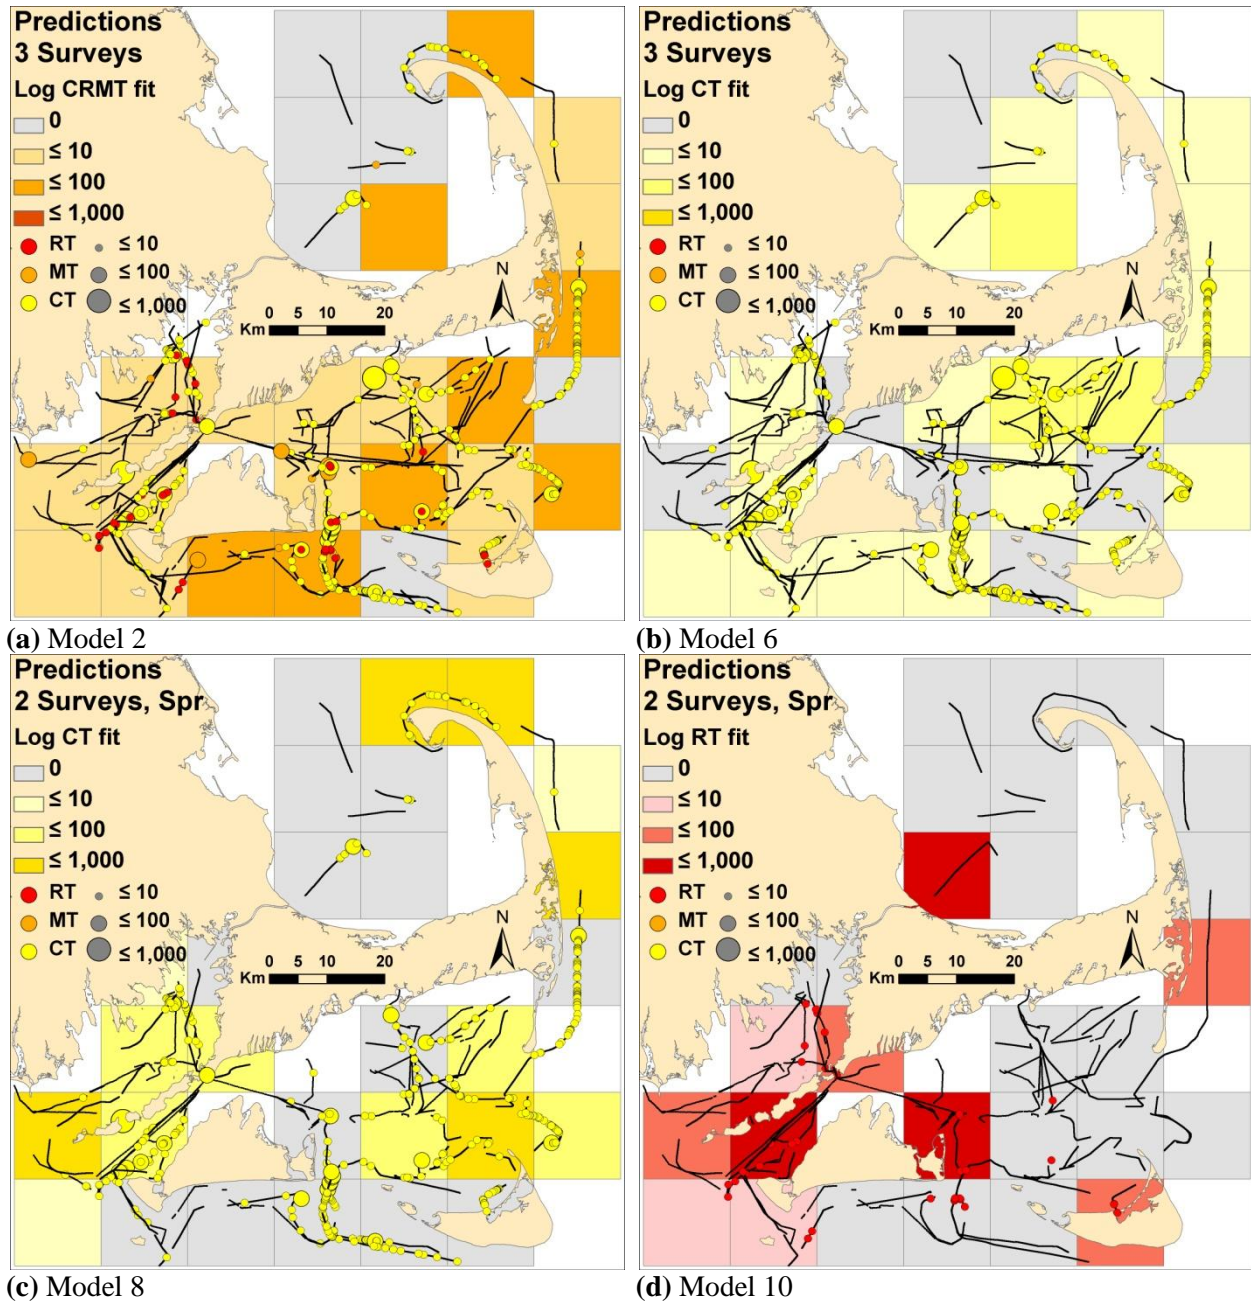 Predictions
3 Surveys
Log CRMT fit
0
≤ 10
≤ 100
≤ 1,000
RT ≤ 10
MT ≤ 100
CT ≤ 1,000
N
0 5 10 20
Km
(a) Model 2
Predictions
3 Surveys
Log CT fit
0
≤ 10
≤ 100
≤ 1,000
RT ≤ 10
MT ≤ 100
CT ≤ 1,000
N
0 5 10 20
Km
(b) Model 6
Predictions
2 Surveys, Spr
Log CT fit
0
≤ 10
≤ 100
≤ 1,000
RT ≤ 10
MT ≤ 100
CT ≤ 1,000
N
0 5 10 20
Km
(c) Model 8
Predictions
2 Surveys, Spr
Log RT fit
0
≤ 10
≤ 100
≤ 1,000
RT ≤ 10
MT ≤ 100
CT ≤ 1,000
N
0 5 10 20
Km
(d) Model 10